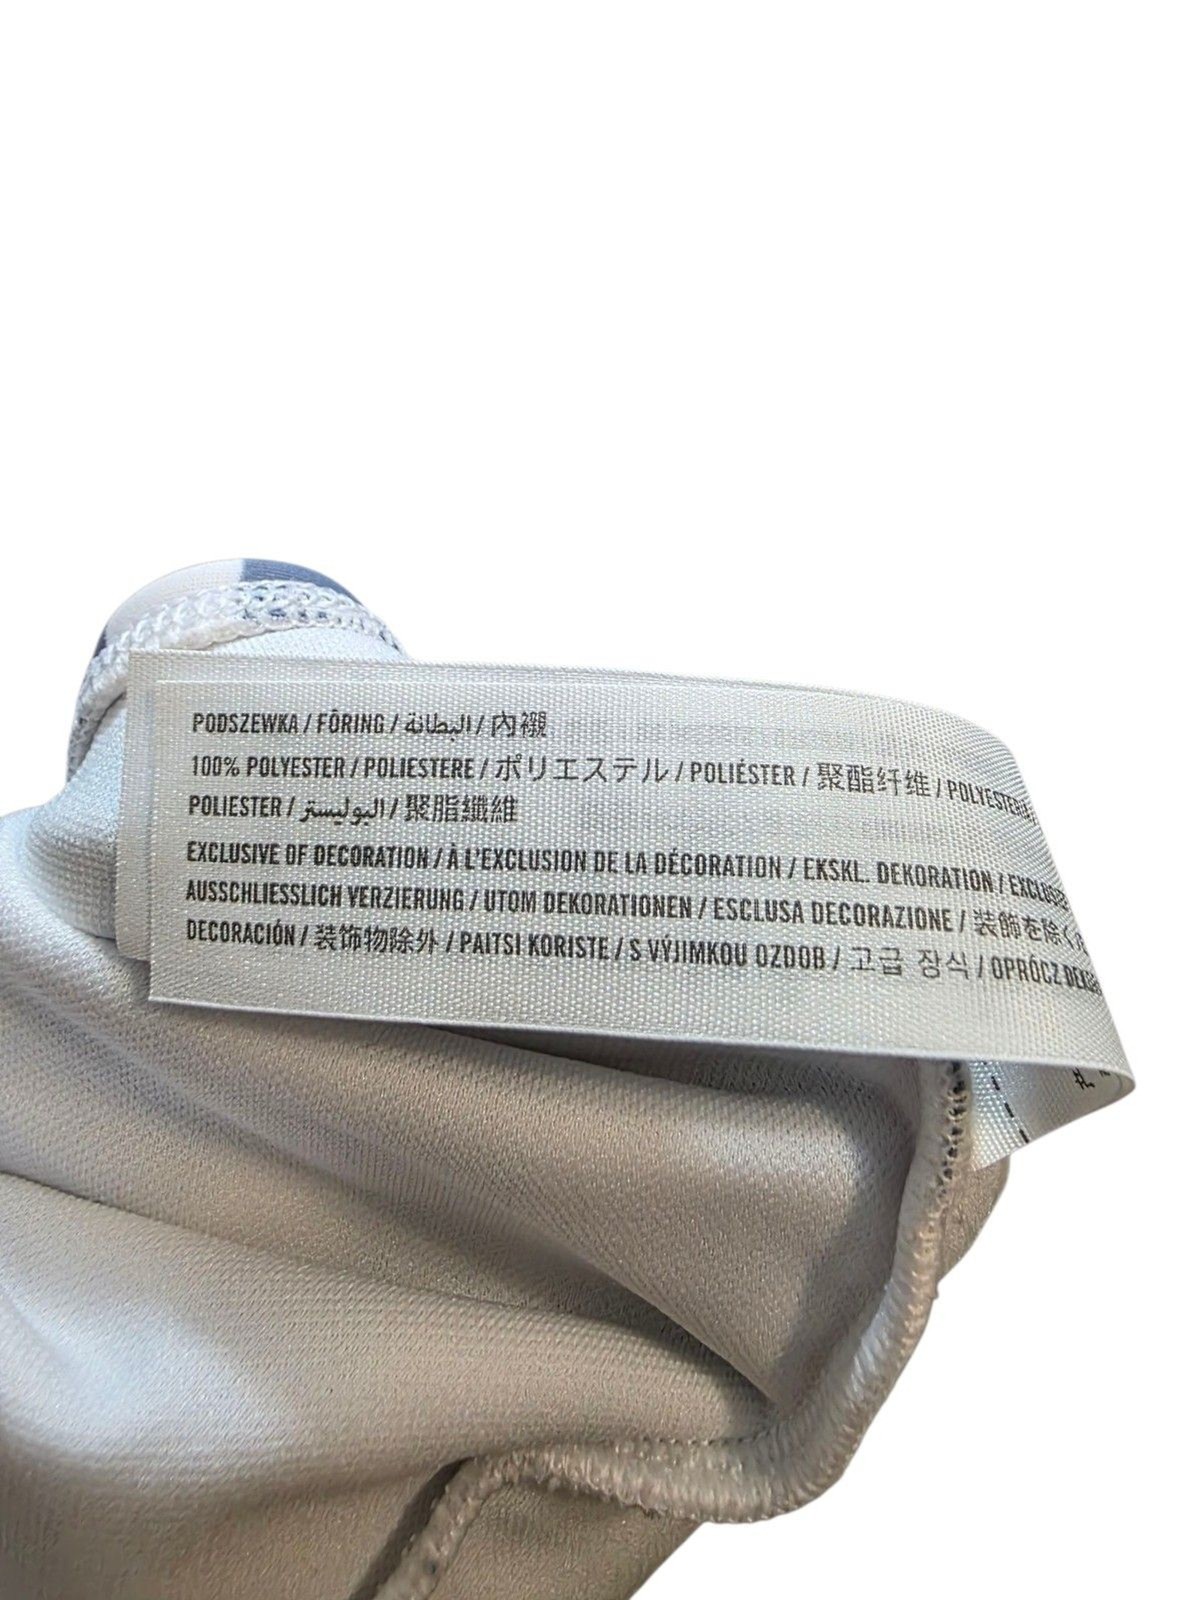 PODSZEWKA / FÔRING / البطانة / 內襯
100% POLYESTER / POLIESTERE / ポリエステル / POLIÉSTER / 聚酯纤维 / POLYESTERIÄ /
POLIESTER / البوليستر / 聚脂纖維
EXCLUSIVE OF DECORATION / À L'EXCLUSION DE LA DÉCORATION / EKSKL. DEKORATION /
AUSSCHLIESSLICH VERZIERUNG / UTOM DEKORATIONEN / ESCLUSA DECORAZIONE / 装飾を除く
DECORACIÓN / 装饰物除外 / PAITSI KORISTE / S VÝJIMKOU OZDOB / 고급 장식 / OPRÓCZ